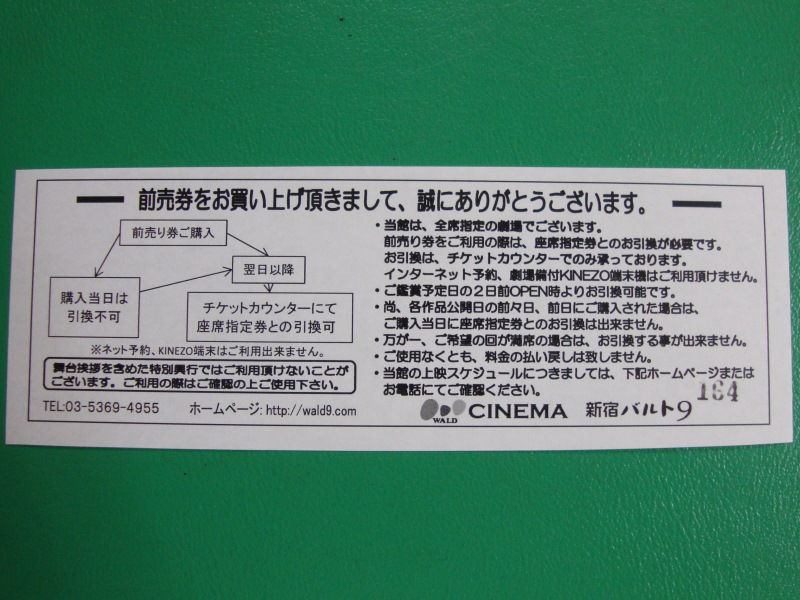 前売券をお買い上げ頂きまして、誠にありがとうございます。
前売り券ご購入
購入当日は
引換不可
翌日以降
チケットカウンターにて
座席指定券との引換可
※ネット予約、KINEZO端末はご利用出来ません。
舞台挨拶を含めた特別興行ではご利用頂けないことが
ございます。ご利用の際はご確認の上ご使用下さい。
TEL:03-5369-4955 ホームページ: http://wald9.com
・当館は、全席指定の劇場でございます。
前売り券をご利用の際は、座席指定券とのお引換が必要です。
お引換は、チケットカウンターでのみ承っております。
インターネット予約、劇場備付KINEZO端末機はご利用頂けません。
・ご鑑賞予定日の２日前OPEN時よりお引換可能です。
・尚、各作品公開日の前々日、前日にご購入された場合は、
ご購入当日に座席指定券とのお引換は出来ません。
・万が一、ご希望の回が満席の場合は、お引換する事が出来ません。
・ご使用なくとも、料金の払い戻しは致しません。
・当館の上映スケジュールにつきましては、下記ホームページまたは
お電話にてご確認ください。
164
WALD CINEMA 新宿バルト9